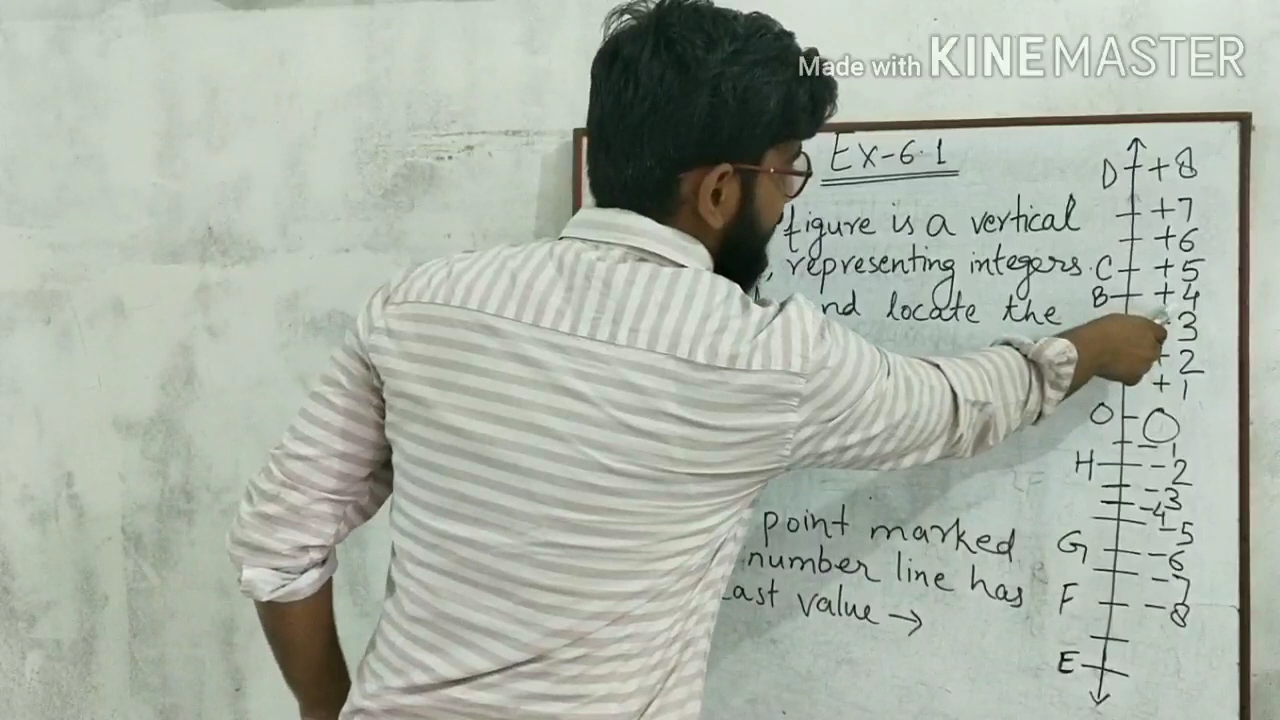 Made with KINEMASTER
EX-6.1
figure is a vertical
, representing integers.
nd locate the
point marked
number line has
ast value →
D +8
+7
+6
C +5
B +4
3
+2
+1
O 0
-1
H -2
-3
-4
-5
G -6
-7
F -8
E